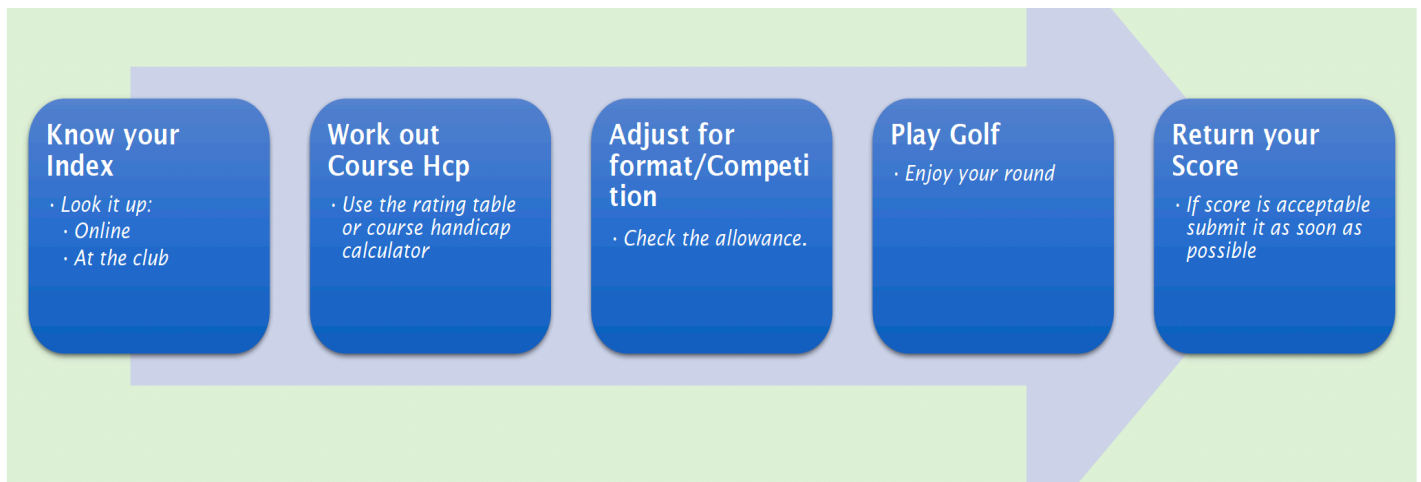 Know your
Index
· Look it up:
· Online
· At the club
Work out
Course Hcp
· Use the rating table
or course handicap
calculator
Adjust for
format/Competi
tion
· Check the allowance.
Play Golf
· Enjoy your round
Return your
Score
· If score is acceptable
submit it as soon as
possible